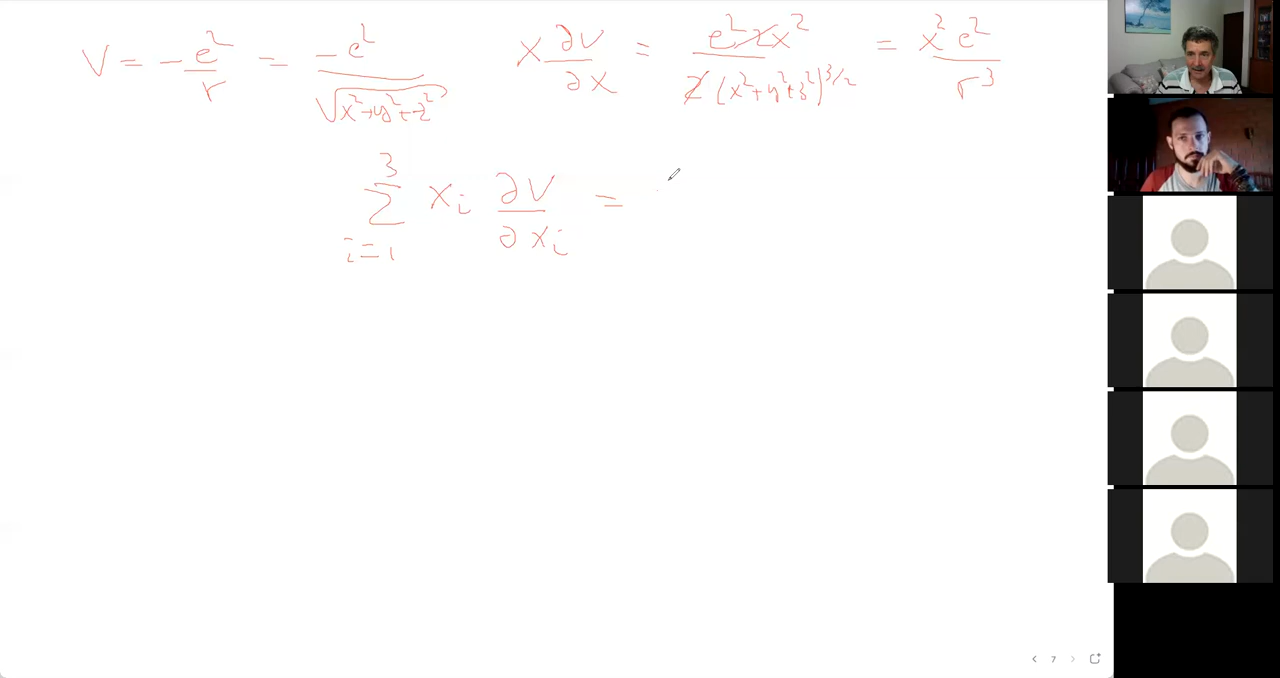 V = -e²/r = -e²/√(x²+y²+z²)   x ∂V/∂x = e² 2x²/2(x²+y²+z²)^3/2 = x² e²/r³
∑_{i=1}^{3} x_i ∂V/∂x_i =
7